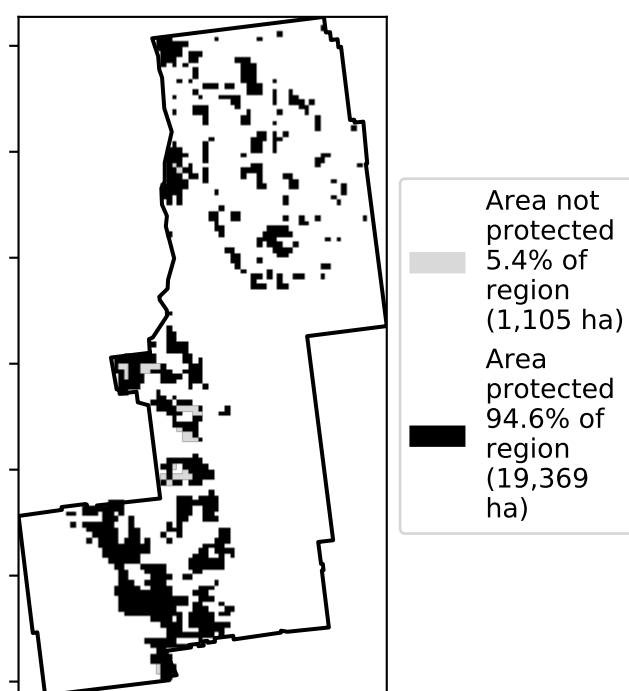 Area not
protected
5.4% of
region
(1,105 ha)
Area
protected
94.6% of
region
(19,369
ha)